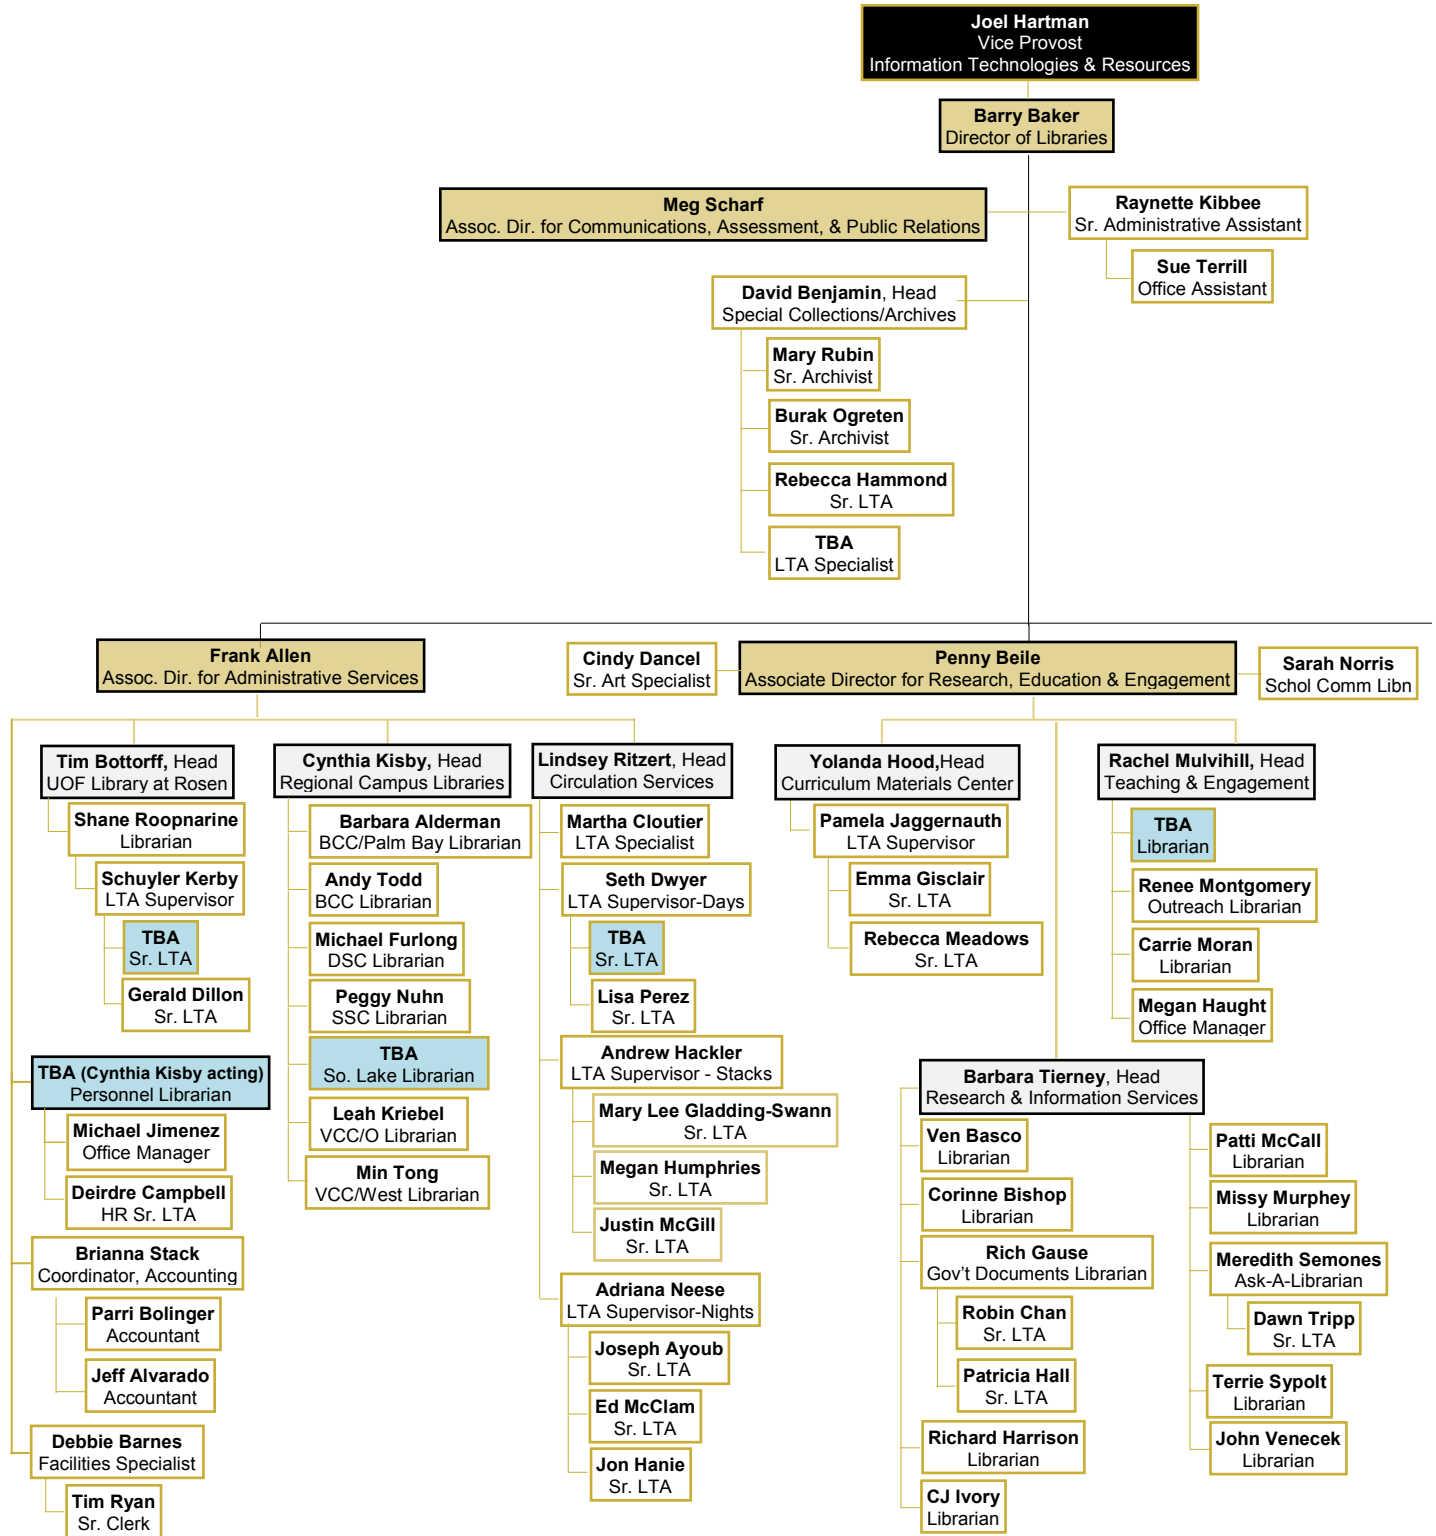 Joel Hartman
Vice Provost
Information Technologies & Resources
Barry Baker
Director of Libraries
Meg Scharf
Assoc. Dir. for Communications, Assessment, & Public Relations
Raynette Kibbee
Sr. Administrative Assistant
Sue Terrill
Office Assistant
David Benjamin, Head
Special Collections/Archives
Mary Rubin
Sr. Archivist
Burak Ogreten
Sr. Archivist
Rebecca Hammond
Sr. LTA
TBA
LTA Specialist
Frank Allen
Assoc. Dir. for Administrative Services
Cindy Dancel
Sr. Art Specialist
Penny Beile
Associate Director for Research, Education & Engagement
Sarah Norris
Schol Comm Libn
Tim Bottorff, Head
UOF Library at Rosen
Shane Roopnarine
Librarian
Schuyler Kerby
LTA Supervisor
TBA
Sr. LTA
Gerald Dillon
Sr. LTA
TBA (Cynthia Kisby acting)
Personnel Librarian
Michael Jimenez
Office Manager
Deirdre Campbell
HR Sr. LTA
Brianna Stack
Coordinator, Accounting
Parri Bolinger
Accountant
Jeff Alvarado
Accountant
Debbie Barnes
Facilities Specialist
Tim Ryan
Sr. Clerk
Cynthia Kisby, Head
Regional Campus Libraries
Barbara Alderman
BCC/Palm Bay Librarian
Andy Todd
BCC Librarian
Michael Furlong
DSC Librarian
Peggy Nuhn
SSC Librarian
TBA
So. Lake Librarian
Leah Kriebel
VCC/O Librarian
Min Tong
VCC/West Librarian
Lindsey Ritzert, Head
Circulation Services
Martha Cloutier
LTA Specialist
Seth Dwyer
LTA Supervisor-Days
TBA
Sr. LTA
Lisa Perez
Sr. LTA
Andrew Hackler
LTA Supervisor - Stacks
Mary Lee Gladding-Swann
Sr. LTA
Megan Humphries
Sr. LTA
Justin McGill
Sr. LTA
Adriana Neese
LTA Supervisor-Nights
Joseph Ayoub
Sr. LTA
Ed McClam
Sr. LTA
Jon Hanie
Sr. LTA
Yolanda Hood,Head
Curriculum Materials Center
Pamela Jaggernauth
LTA Supervisor
Emma Gisclair
Sr. LTA
Rebecca Meadows
Sr. LTA
Rachel Mulvihill, Head
Teaching & Engagement
TBA
Librarian
Renee Montgomery
Outreach Librarian
Carrie Moran
Librarian
Megan Haught
Office Manager
Barbara Tierney, Head
Research & Information Services
Ven Basco
Librarian
Corinne Bishop
Librarian
Rich Gause
Gov't Documents Librarian
Robin Chan
Sr. LTA
Patricia Hall
Sr. LTA
Richard Harrison
Librarian
CJ Ivory
Librarian
Patti McCall
Librarian
Missy Murphey
Librarian
Meredith Semones
Ask-A-Librarian
Dawn Tripp
Sr. LTA
Terrie Sypolt
Librarian
John Venecek
Librarian